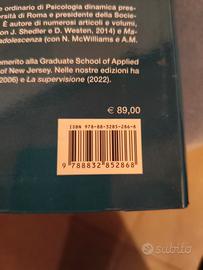 e ordinario di Psicologia dinamica pres-
versità di Roma e presidente della Socie-
È autore di numerosi articoli e volumi,
on J. Shedler e D. Westen, 2014) e Ma-
adolescenza (con N. McWilliams e A.M.
emerito alla Graduate School of Applied
of New Jersey. Nelle nostre edizioni ha
2006) e La supervisione (2022).
€ 89,00
ISBN 978-88-3285-286-8
9 788832 852868
subito